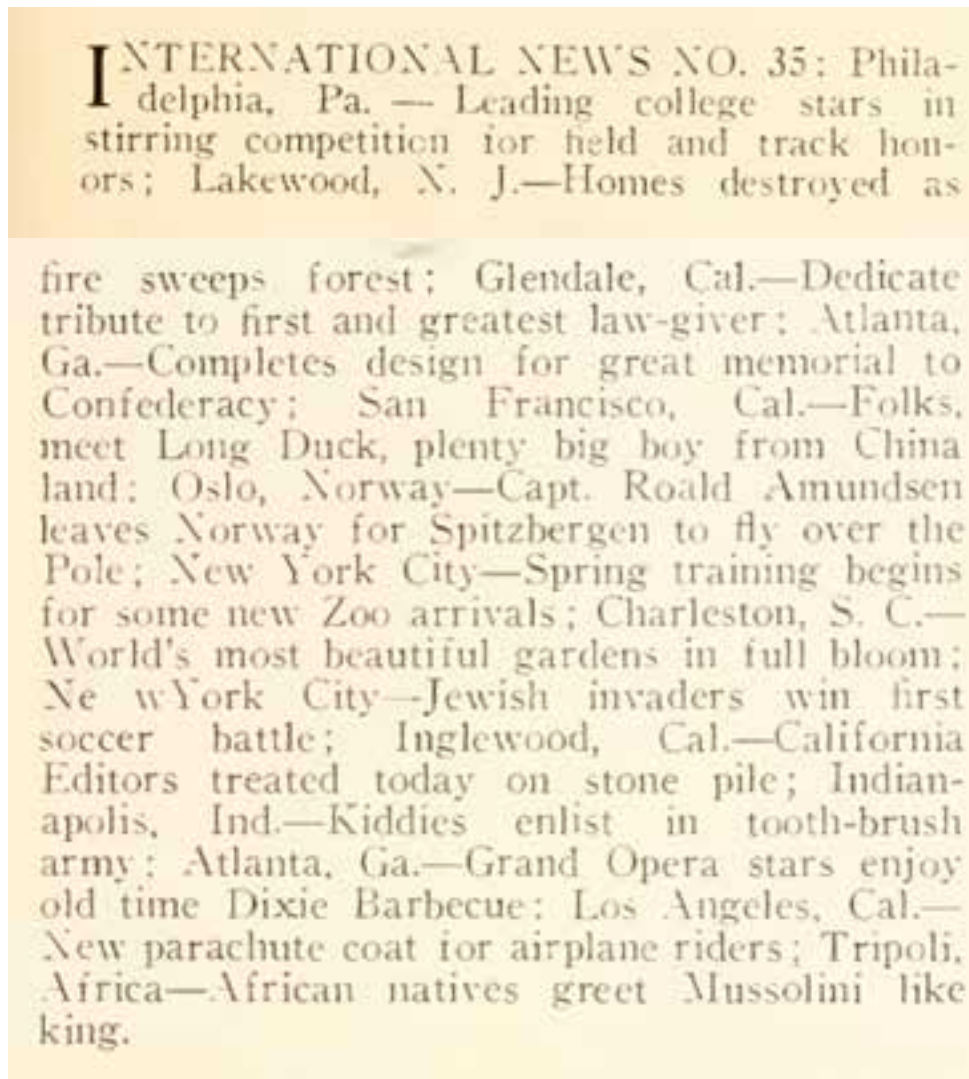 INTERNATIONAL NEWS NO. 35: Phila-
delphia, Pa. — Leading college stars in
stirring competition for field and track hon-
ors; Lakewood, N. J.—Homes destroyed as
fire sweeps forest; Glendale, Cal.—Dedicate
tribute to first and greatest law-giver; Atlanta,
Ga.—Completes design for great memorial to
Confederacy; San Francisco, Cal.—Folks,
meet Long Duck, plenty big boy from China
land; Oslo, Norway—Capt. Roald Amundsen
leaves Norway for Spitzbergen to fly over the
Pole; New York City—Spring training begins
for some new Zoo arrivals; Charleston, S. C.—
World's most beautiful gardens in full bloom;
Ne wYork City—Jewish invaders win first
soccer battle; Inglewood, Cal.—California
Editors treated today on stone pile; Indian-
apolis, Ind.—Kiddies enlist in tooth-brush
army; Atlanta, Ga.—Grand Opera stars enjoy
old time Dixie Barbecue; Los Angeles, Cal.—
New parachute coat for airplane riders; Tripoli,
Africa—African natives greet Mussolini like
king.